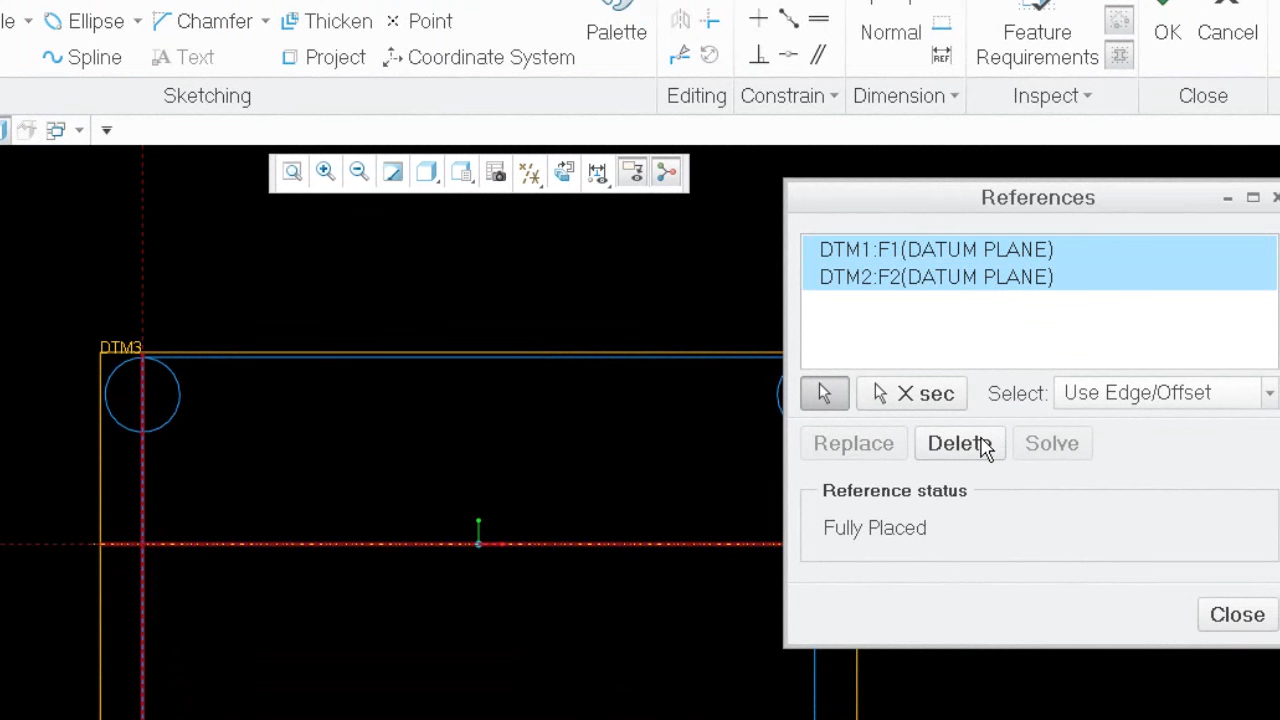 le Ellipse Chamfer Thicken Point
Palette
Normal
Feature
Requirements
OK Cancel
Spline Text Project Coordinate System
REF
Sketching Editing Constrain Dimension Inspect Close
References
DTM1:F1(DATUM PLANE)
DTM2:F2(DATUM PLANE)
X sec Select: Use Edge/Offset
Replace Delete Solve
Reference status
Fully Placed
Close
DTM3